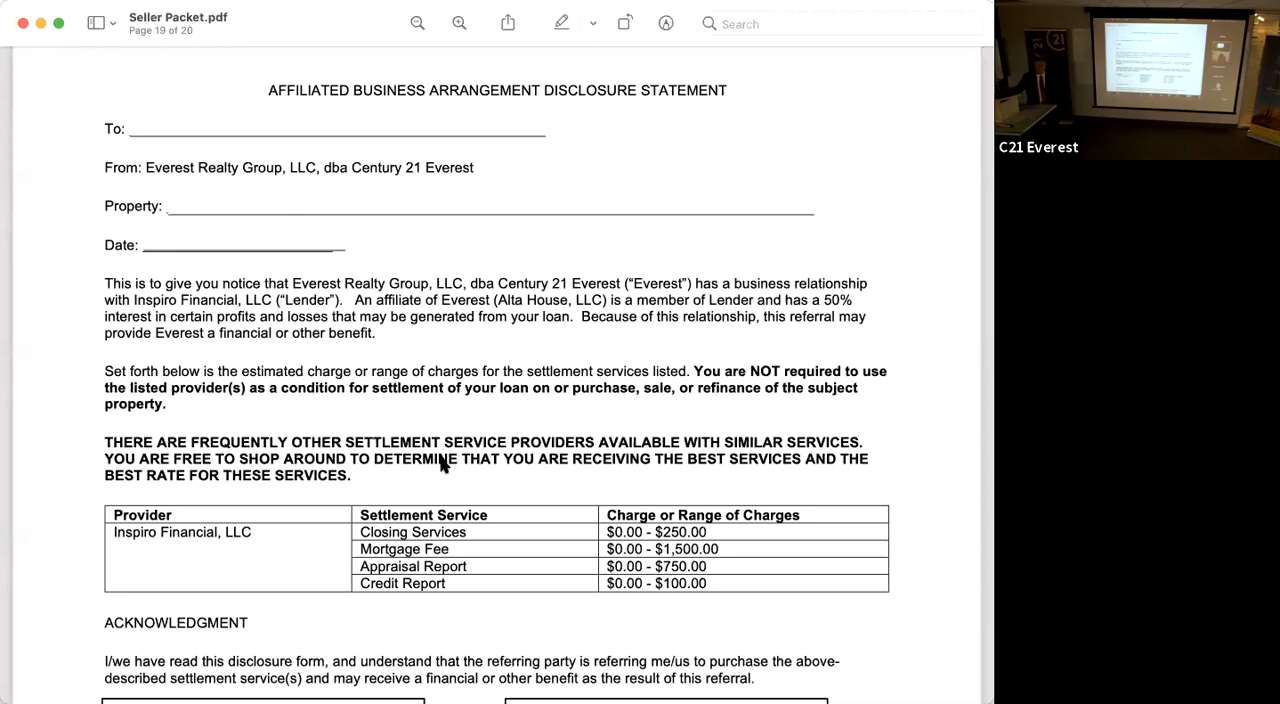 Seller Packet.pdf
Page 19 of 20
Search
AFFILIATED BUSINESS ARRANGEMENT DISCLOSURE STATEMENT
To:
From: Everest Realty Group, LLC, dba Century 21 Everest
Property:
Date:
This is to give you notice that Everest Realty Group, LLC, dba Century 21 Everest (“Everest”) has a business relationship
with Inspiro Financial, LLC (“Lender”). An affiliate of Everest (Alta House, LLC) is a member of Lender and has a 50%
interest in certain profits and losses that may be generated from your loan. Because of this relationship, this referral may
provide Everest a financial or other benefit.
Set forth below is the estimated charge or range of charges for the settlement services listed. You are NOT required to use
the listed provider(s) as a condition for settlement of your loan on or purchase, sale, or refinance of the subject
property.
THERE ARE FREQUENTLY OTHER SETTLEMENT SERVICE PROVIDERS AVAILABLE WITH SIMILAR SERVICES.
YOU ARE FREE TO SHOP AROUND TO DETERMINE THAT YOU ARE RECEIVING THE BEST SERVICES AND THE
BEST RATE FOR THESE SERVICES.
Provider Settlement Service Charge or Range of Charges
Inspiro Financial, LLC Closing Services $0.00 - $250.00
Mortgage Fee $0.00 - $1,500.00
Appraisal Report $0.00 - $750.00
Credit Report $0.00 - $100.00
ACKNOWLEDGMENT
I/we have read this disclosure form, and understand that the referring party is referring me/us to purchase the above-
described settlement service(s) and may receive a financial or other benefit as the result of this referral.
21
C21 Everest